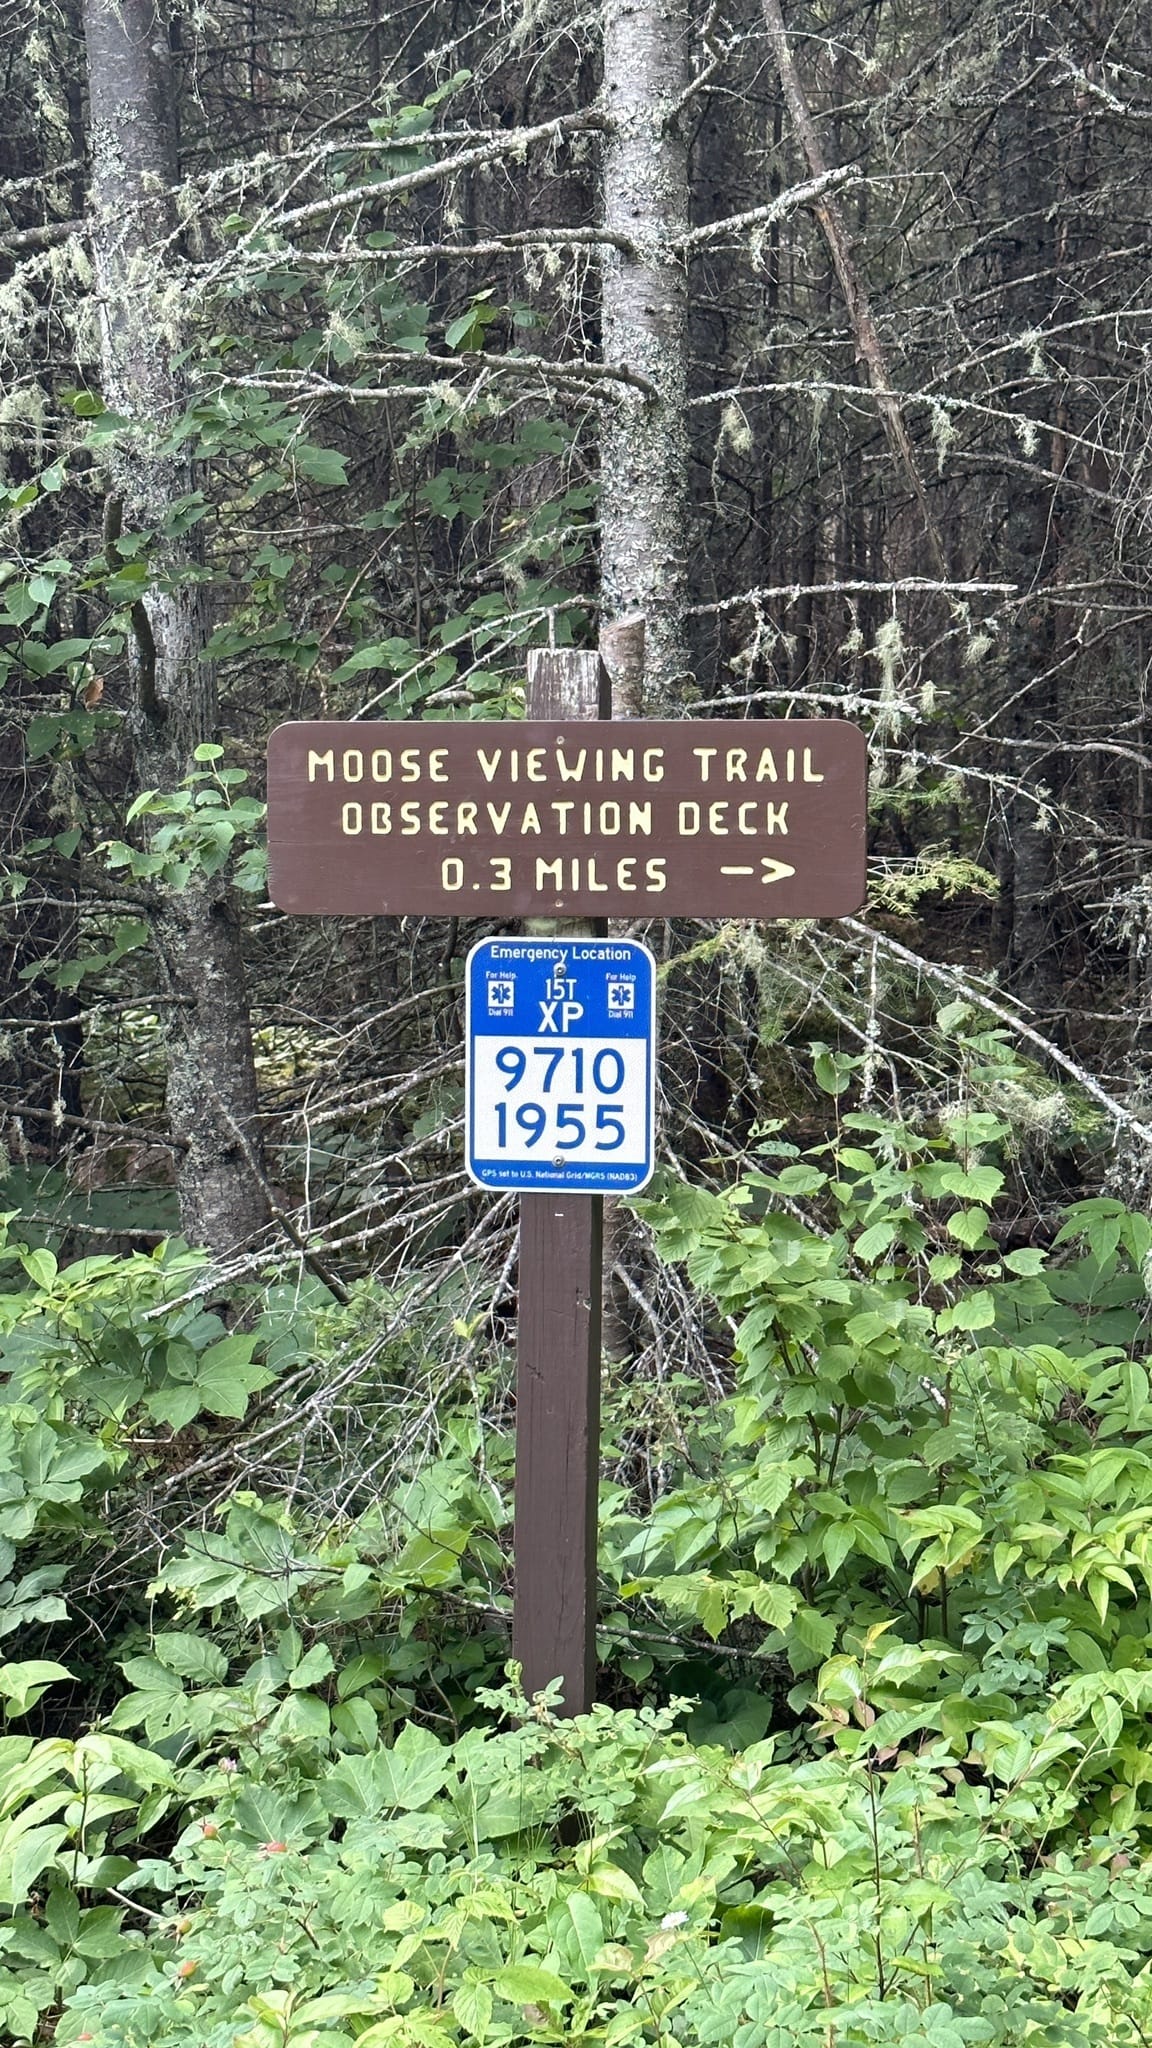 MOOSE VIEWING TRAIL
OBSERVATION DECK
0.3 MILES →
Emergency Location
For Help
Dial 911
15T
XP
For Help
Dial 911
9710
1955
GPS set to U.S. National Grid/MGRS (NAD83)